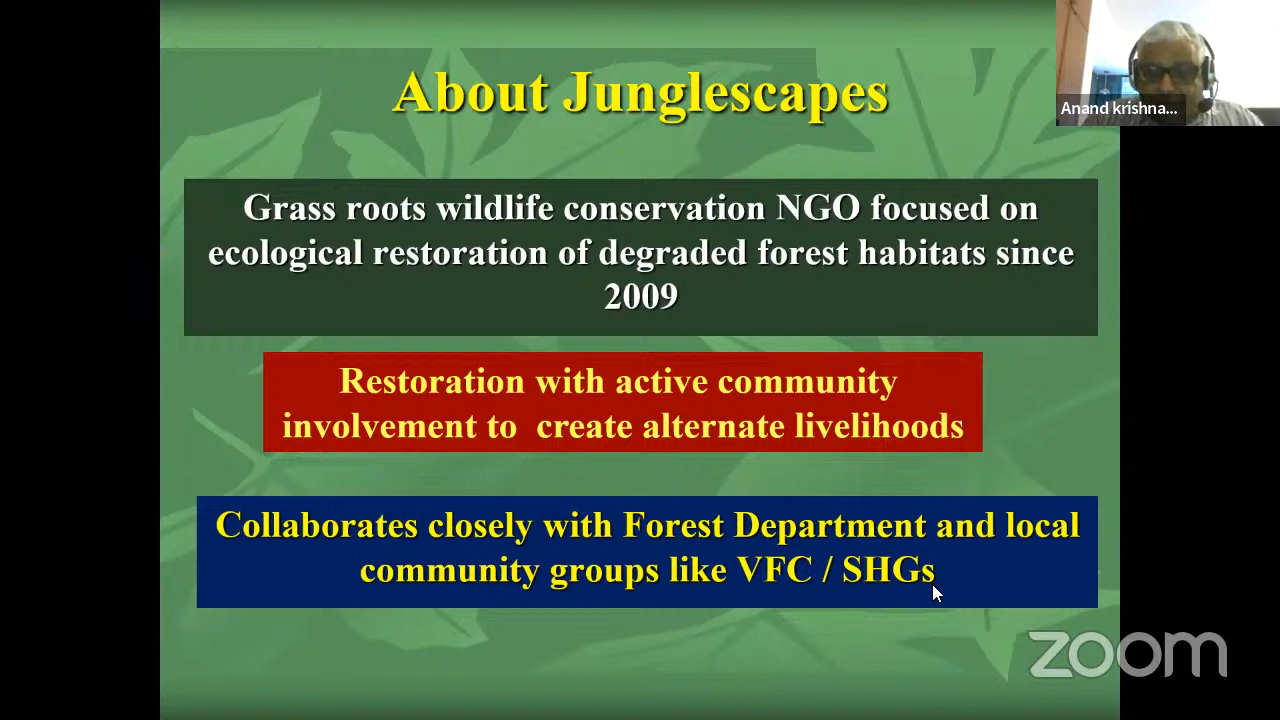 About Junglescapes
Anand krishna...
Grass roots wildlife conservation NGO focused on
ecological restoration of degraded forest habitats since
2009
Restoration with active community
involvement to create alternate livelihoods
Collaborates closely with Forest Department and local
community groups like VFC / SHGs
zoom